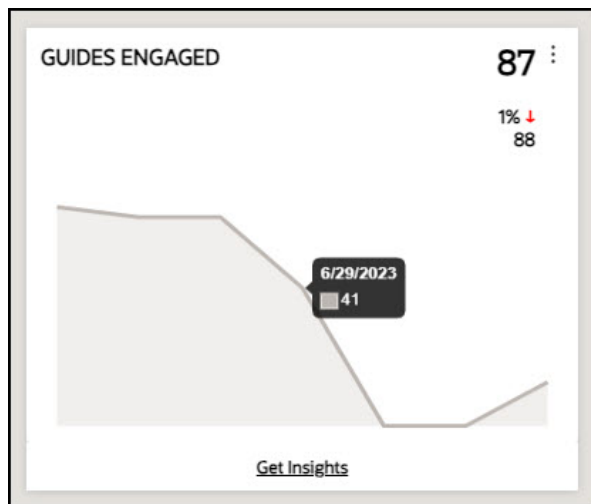 GUIDES ENGAGED
87
1% ↓
88
6/29/2023
41
Get Insights